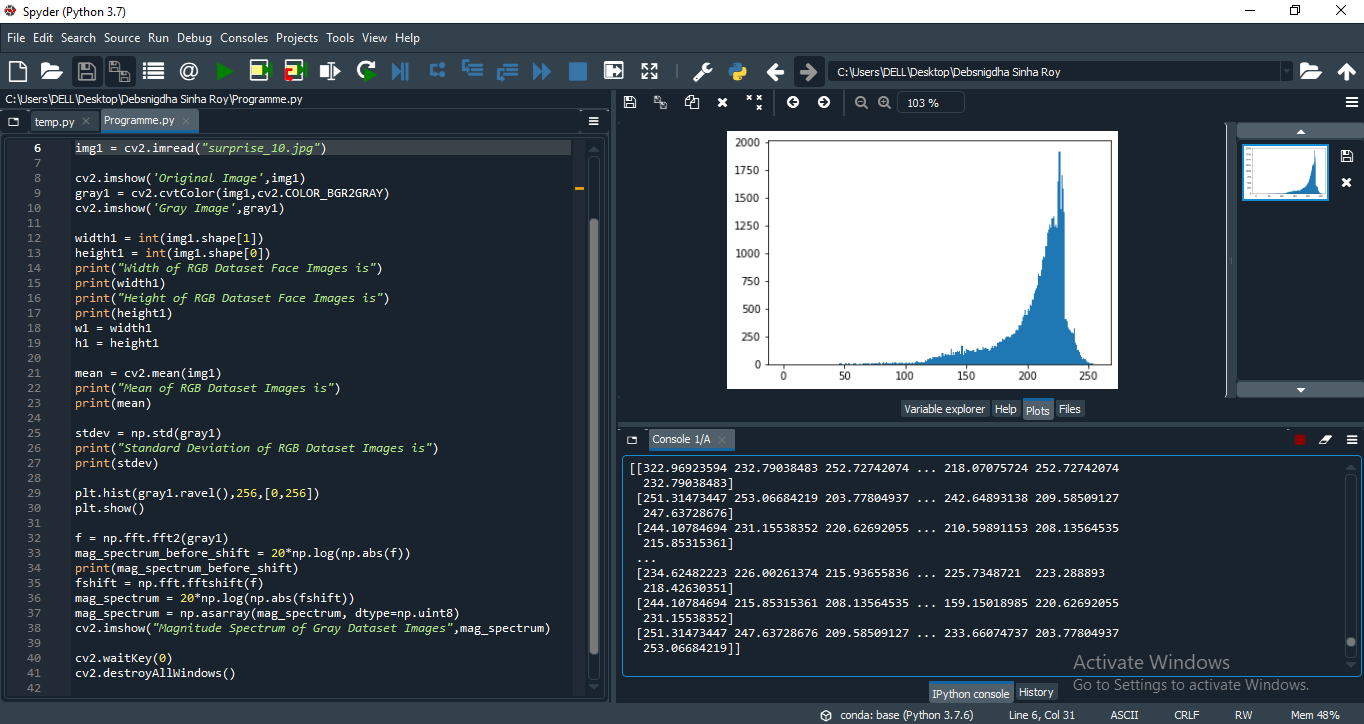 Spyder (Python 3.7)
File Edit Search Source Run Debug Consoles Projects Tools View Help
C:\Users\DELL\Desktop\Debsnigdha Sinha Roy
C:\Users\DELL\Desktop\Debsnigdha Sinha Roy\Programme.py
temp.py Programme.py
6 img1 = cv2.imread("surprise_10.jpg")
7
8 cv2.imshow('Original Image',img1)
9 gray1 = cv2.cvtColor(img1,cv2.COLOR_BGR2GRAY)
10 cv2.imshow('Gray Image',gray1)
11
12 width1 = int(img1.shape[1])
13 height1 = int(img1.shape[0])
14 print("Width of RGB Dataset Face Images is")
15 print(width1)
16 print("Height of RGB Dataset Face Images is")
17 print(height1)
18 w1 = width1
19 h1 = height1
20
21 mean = cv2.mean(img1)
22 print("Mean of RGB Dataset Images is")
23 print(mean)
24
25 stdev = np.std(gray1)
26 print("Standard Deviation of RGB Dataset Images is")
27 print(stdev)
28
29 plt.hist(gray1.ravel(),256,[0,256])
30 plt.show()
31
32 f = np.fft.fft2(gray1)
33 mag_spectrum_before_shift = 20*np.log(np.abs(f))
34 print(mag_spectrum_before_shift)
35 fshift = np.fft.fftshift(f)
36 mag_spectrum = 20*np.log(np.abs(fshift))
37 mag_spectrum = np.asarray(mag_spectrum, dtype=np.uint8)
38 cv2.imshow("Magnitude Spectrum of Gray Dataset Images",mag_spectrum)
39
40 cv2.waitKey(0)
41 cv2.destroyAllWindows()
42
103 %
2000
1750
1500
1250
1000
750
500
250
0
0 50 100 150 200 250
Variable explorer Help Plots Files
Console 1/A
[[322.96923594 232.79038483 252.72742074 ... 218.07075724 252.72742074
232.79038483]
[251.31473447 253.06684219 203.77804937 ... 242.64893138 209.58509127
247.63728676]
[244.10784694 231.15538352 220.62692055 ... 210.59891153 208.13564535
215.85315361]
...
[234.62482223 226.00261374 215.93655836 ... 225.7348721 223.288893
218.42630351]
[244.10784694 215.85315361 208.13564535 ... 159.15018985 220.62692055
231.15538352]
[251.31473447 247.63728676 209.58509127 ... 233.66074737 203.77804937
253.06684219]]
Activate Windows
Go to Settings to activate Windows.
IPython console History
conda: base (Python 3.7.6) Line 6, Col 31 ASCII CRLF RW Mem 48%